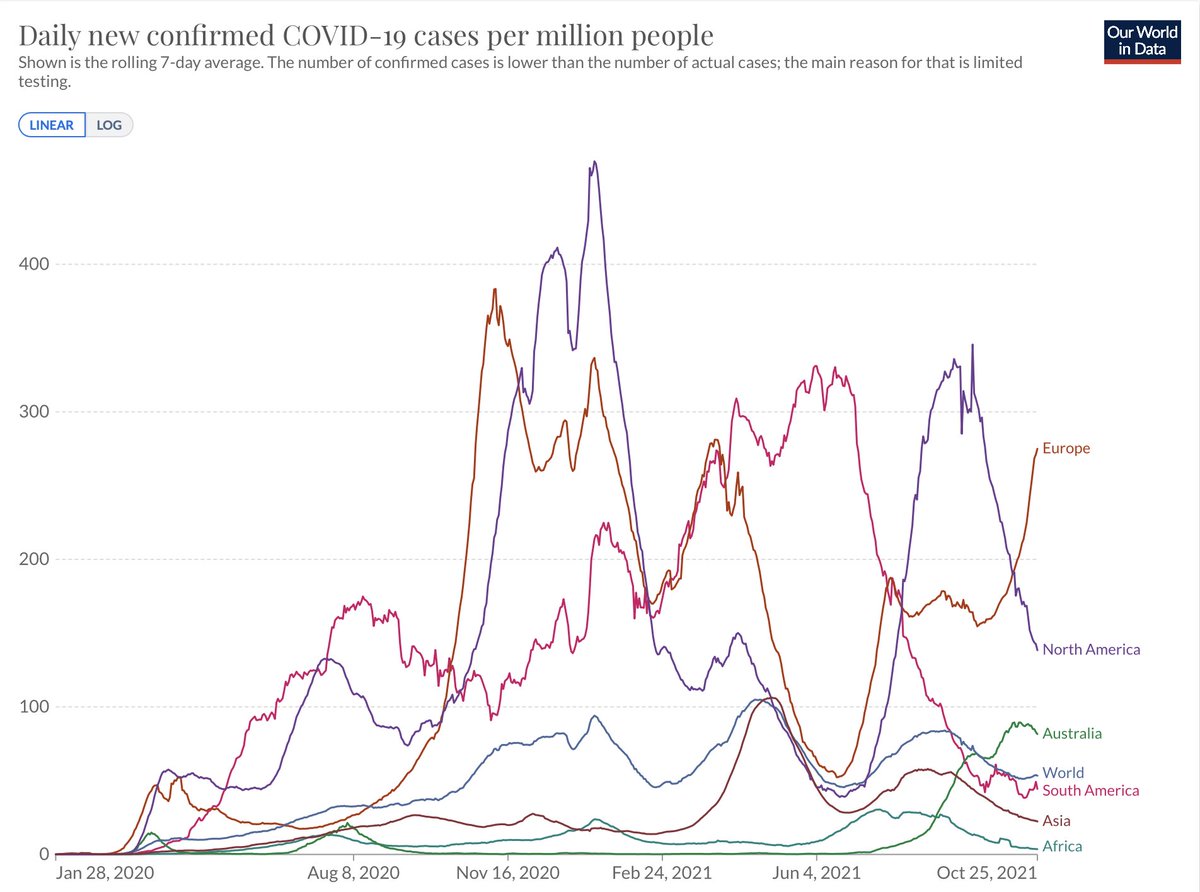 Daily new confirmed COVID-19 cases per million people
Our World
in Data
Shown is the rolling 7-day average. The number of confirmed cases is lower than the number of actual cases; the main reason for that is limited
testing.
LINEAR LOG
400
300
Europe
200
North America
100
Australia
World
South America
Asia
Africa
0
Jan 28, 2020 Aug 8, 2020 Nov 16, 2020 Feb 24, 2021 Jun 4, 2021 Oct 25, 2021